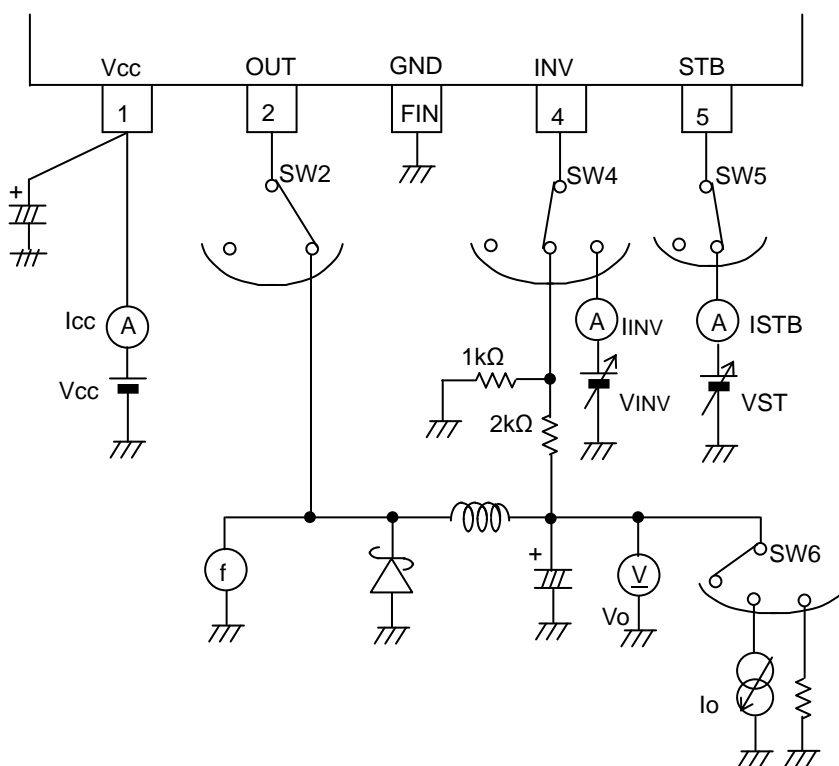 Vcc OUT GND INV STB
1 2 FIN 4 5
SW2 SW4 SW5
+
Icc A A IINV A ISTB
1kΩ
Vcc VINV VST
2kΩ
SW6
f + V
Vo
Io